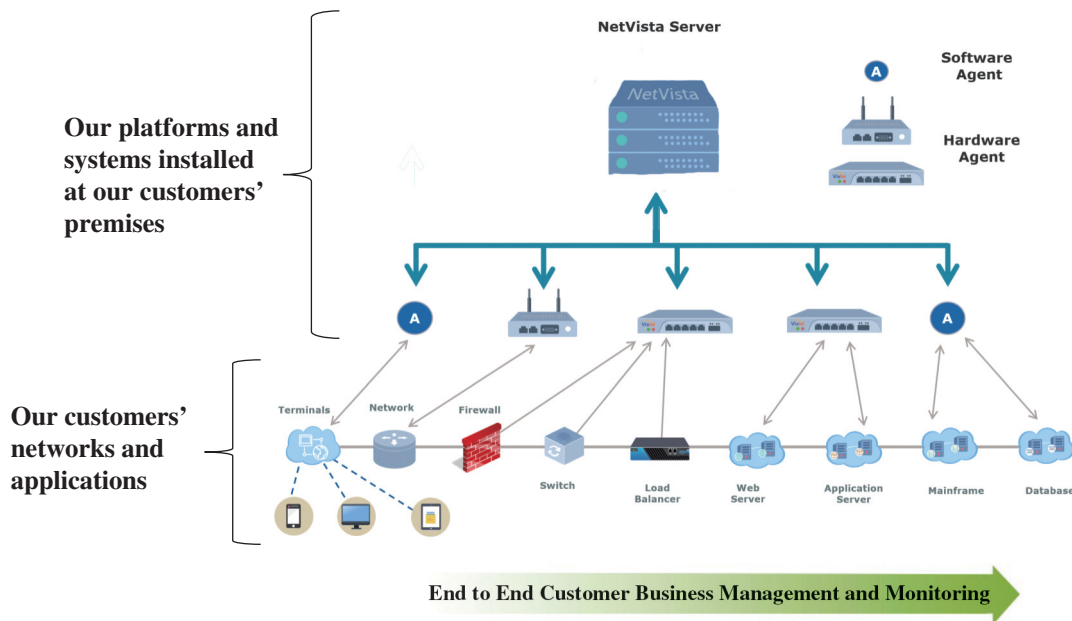 NetVista Server
NetVista
A
Software
Agent
Hardware
Agent
Our platforms and
systems installed
at our customers’
premises
A
A
Our customers’
networks and
applications
Terminals
Network
Firewall
Switch
Load
Balancer
Web
Server
Application
Server
Mainframe
Database
End to End Customer Business Management and Monitoring